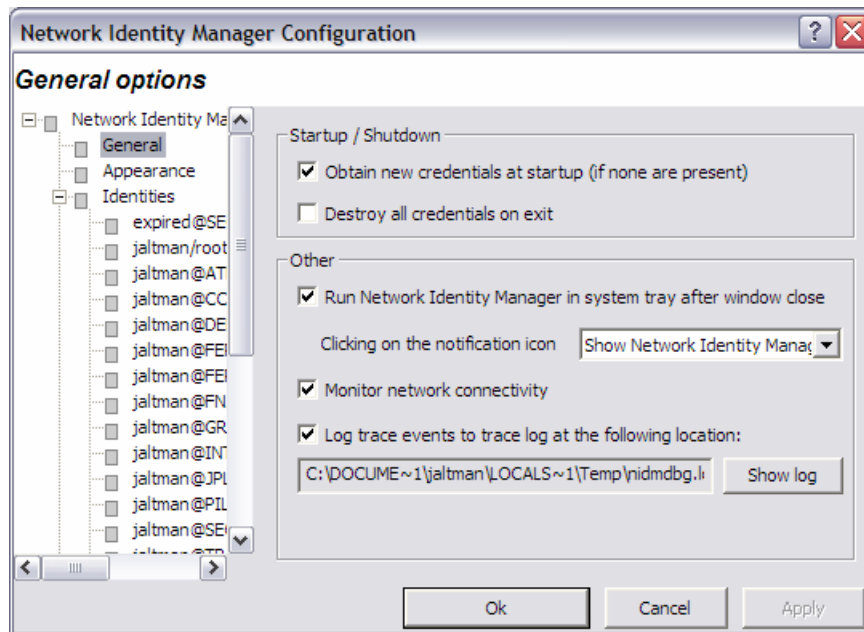 Network Identity Manager Configuration
General options
Network Identity Ma
General
Appearance
Identities
expired@SE
jaltman/root
jaltman@AT
jaltman@CC
jaltman@DE
jaltman@FE
jaltman@FE
jaltman@FN
jaltman@GR
jaltman@INT
jaltman@JPL
jaltman@PIL
jaltman@SE
Startup / Shutdown
Obtain new credentials at startup (if none are present)
Destroy all credentials on exit
Other
Run Network Identity Manager in system tray after window close
Clicking on the notification icon Show Network Identity Manag
Monitor network connectivity
Log trace events to trace log at the following location:
C:\DOCUME~1\jaltman\LOCALS~1\Temp\nidmdbg.l Show log
Ok Cancel Apply